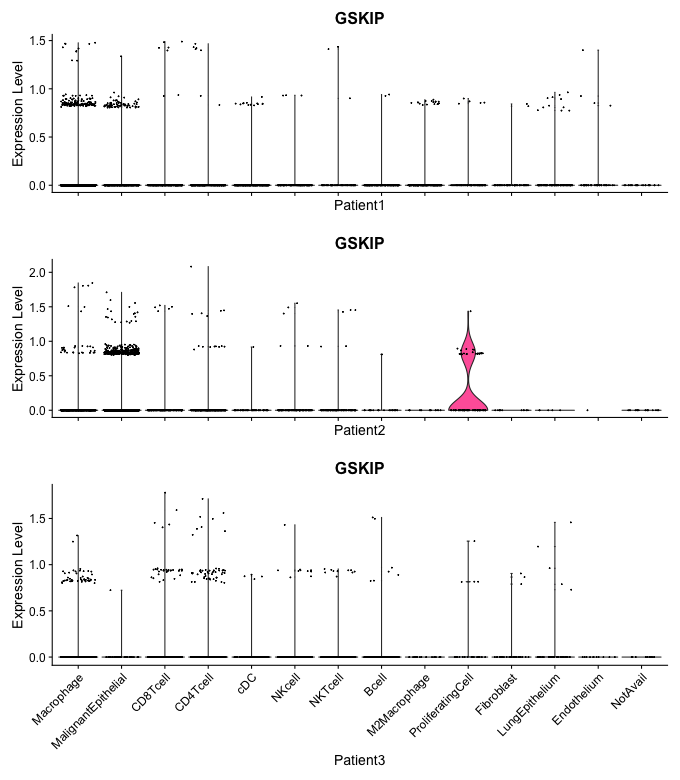 GSKIP
Expression Level
1.5
1.0
0.5
0.0
Patient1
GSKIP
Expression Level
2.0
1.5
1.0
0.5
0.0
Patient2
GSKIP
Expression Level
1.5
1.0
0.5
0.0
Macrophage
MalignantEpithelial
CD8Tcell
CD4Tcell
cDC
NKcell
NKTcell
Bcell
M2Macrophage
ProliferatingCell
Fibroblast
LungEpithelium
Endothelium
NotAvail
Patient3